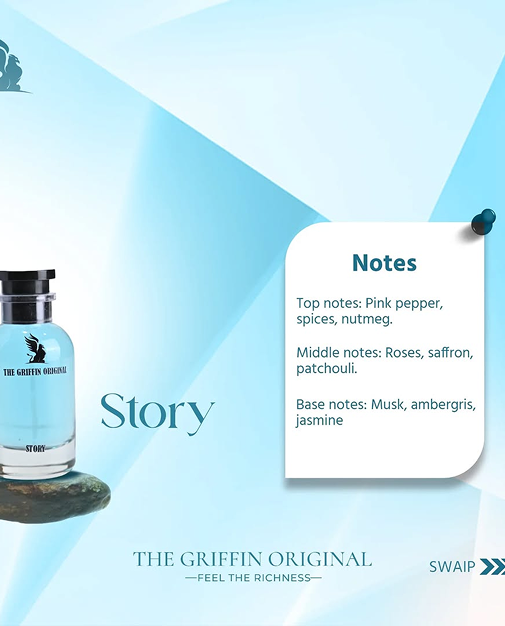 Notes
Top notes: Pink pepper,
spices, nutmeg.
Middle notes: Roses, saffron,
patchouli.
Base notes: Musk, ambergris,
jasmine
THE GRIFFIN ORIGINAL
STORY
Story
THE GRIFFIN ORIGINAL
—FEEL THE RICHNESS—
SWAIP